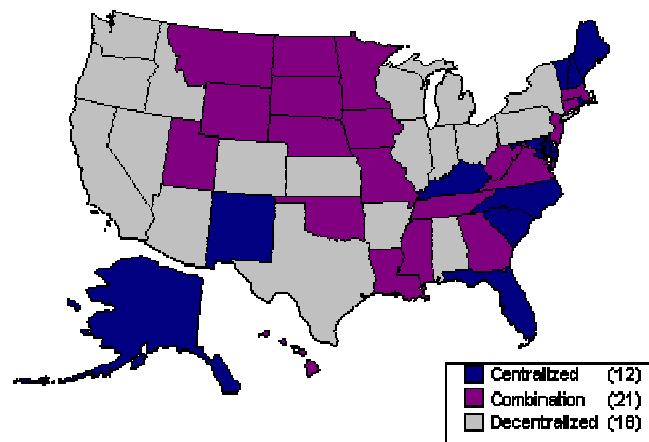 Centralized (12)
Combination (21)
Decentralized (18)